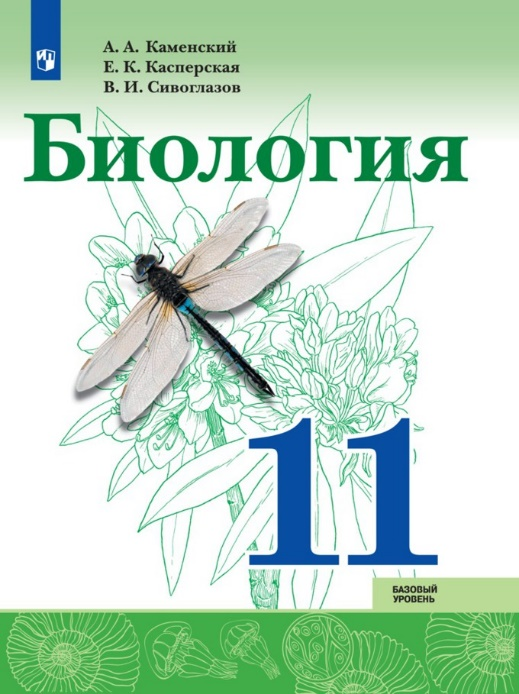 А. А. Каменский
Е. К. Касперская
В. И. Сивоглазов
Биология
11
БАЗОВЫЙ
УРОВЕНЬ